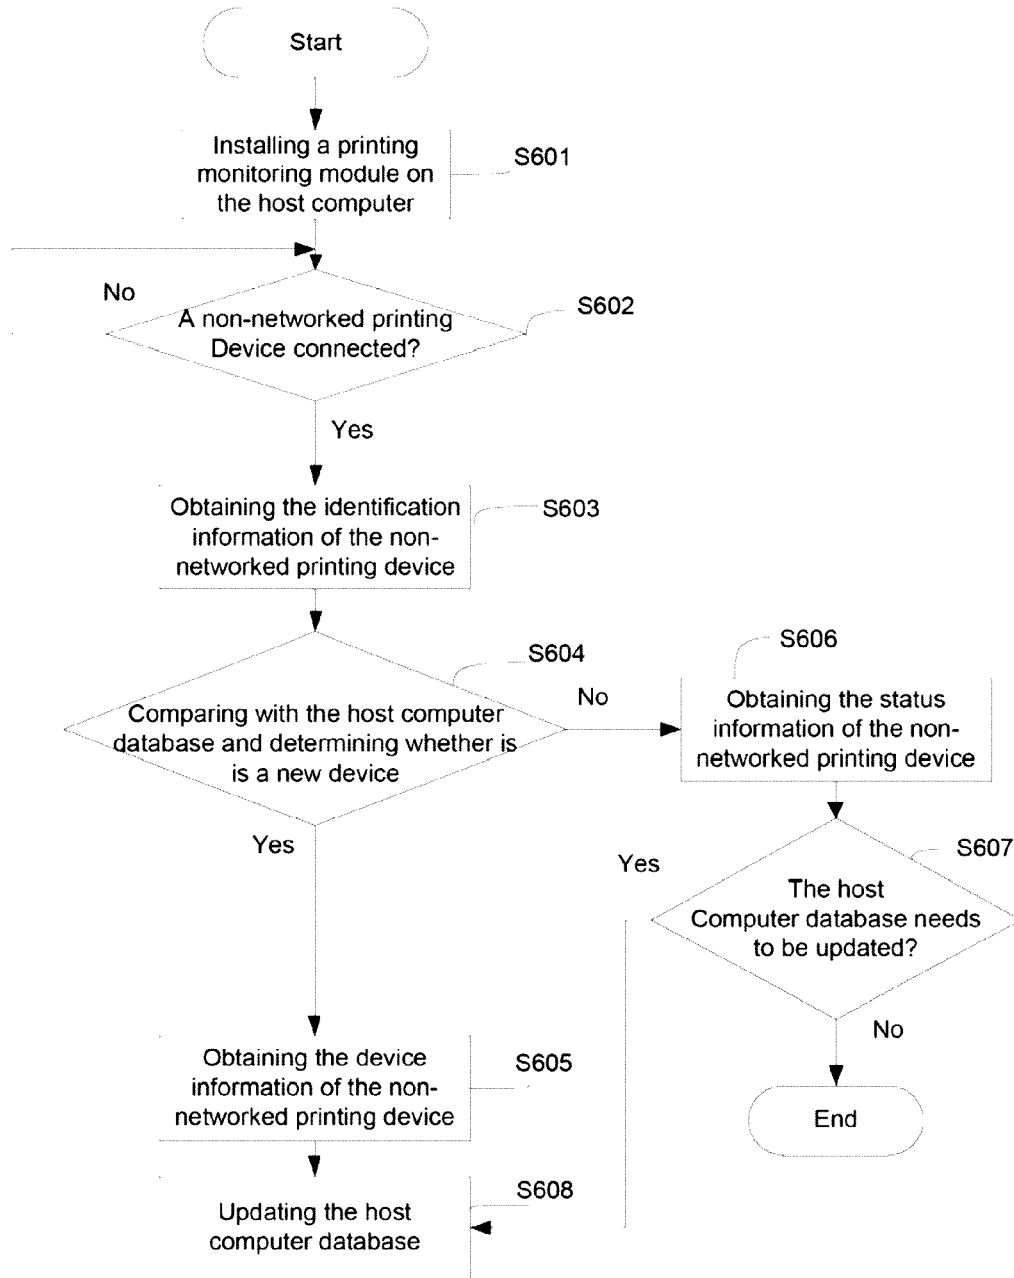 Start
Installing a printing
monitoring module on
the host computer
S601
No
A non-networked printing
Device connected?
S602
Yes
Obtaining the identification
information of the non-
networked printing device
S603
S604
Comparing with the host computer
database and determining whether is
is a new device
No
S606
Obtaining the status
information of the non-
networked printing device
Yes
Yes
S607
The host
Computer database needs
to be updated?
No
End
Obtaining the device
information of the non-
networked printing device
S605
Updating the host
computer database
S608